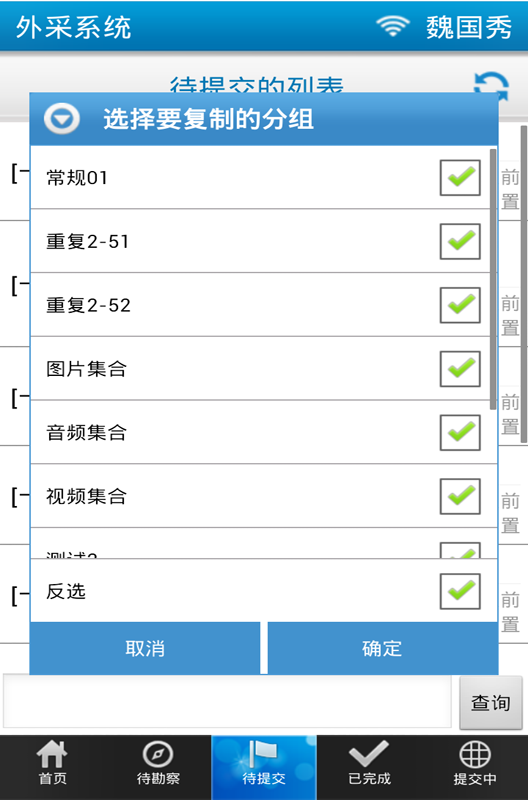 外采系统
魏国秀
待提交的列表
选择要复制的分组
常规01
[-
前置
重复2-51
重复2-52
[-
前置
图片集合
[-
前置
音频集合
视频集合
[-
前置
测试2
反选
[-
前置
取消
确定
查询
首页
待勘察
待提交
已完成
提交中